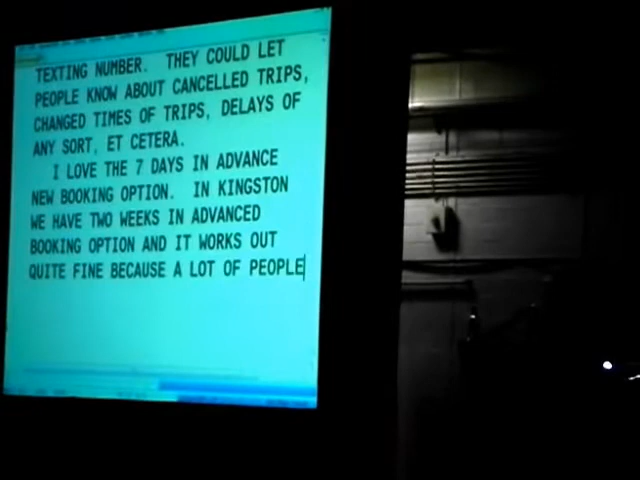 TEXTING NUMBER. THEY COULD LET
PEOPLE KNOW ABOUT CANCELLED TRIPS,
CHANGED TIMES OF TRIPS, DELAYS OF
ANY SORT, ET CETERA.
I LOVE THE 7 DAYS IN ADVANCE
NEW BOOKING OPTION. IN KINGSTON
WE HAVE TWO WEEKS IN ADVANCED
BOOKING OPTION AND IT WORKS OUT
QUITE FINE BECAUSE A LOT OF PEOPLE